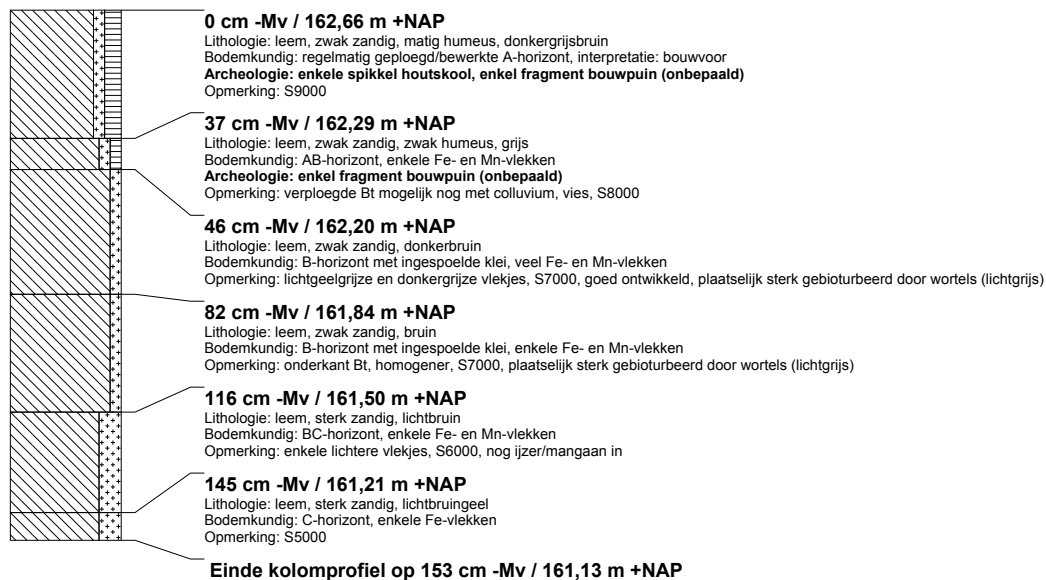 0 cm -Mv / 162,66 m +NAP
Lithologie: leem, zwak zandig, matig humeus, donkergrijsbruin
Bodemkundig: regelmatig geploegd/bewerkte A-horizont, interpretatie: bouwvoor
Archeologie: enkele spikkel houtskool, enkel fragment bouwpuin (onbepaald)
Opmerking: S9000
37 cm -Mv / 162,29 m +NAP
Lithologie: leem, zwak zandig, zwak humeus, grijs
Bodemkundig: AB-horizont, enkele Fe- en Mn-vlekken
Archeologie: enkel fragment bouwpuin (onbepaald)
Opmerking: verploegde Bt mogelijk nog met colluvium, vies, S8000
46 cm -Mv / 162,20 m +NAP
Lithologie: leem, zwak zandig, donkerbruin
Bodemkundig: B-horizont met ingespoelde klei, veel Fe- en Mn-vlekken
Opmerking: lichtgeelgrijze en donkergrijze vlekjes, S7000, goed ontwikkeld, plaatselijk sterk gebioturbeerd door wortels (lichtgrijs)
82 cm -Mv / 161,84 m +NAP
Lithologie: leem, zwak zandig, bruin
Bodemkundig: B-horizont met ingespoelde klei, enkele Fe- en Mn-vlekken
Opmerking: onderkant Bt, homogener, S7000, plaatselijk sterk gebioturbeerd door wortels (lichtgrijs)
116 cm -Mv / 161,50 m +NAP
Lithologie: leem, sterk zandig, lichtbruin
Bodemkundig: BC-horizont, enkele Fe- en Mn-vlekken
Opmerking: enkele lichtere vlekjes, S6000, nog ijzer/mangaan in
145 cm -Mv / 161,21 m +NAP
Lithologie: leem, sterk zandig, lichtbruingeel
Bodemkundig: C-horizont, enkele Fe-vlekken
Opmerking: S5000
Einde kolomprofiel op 153 cm -Mv / 161,13 m +NAP